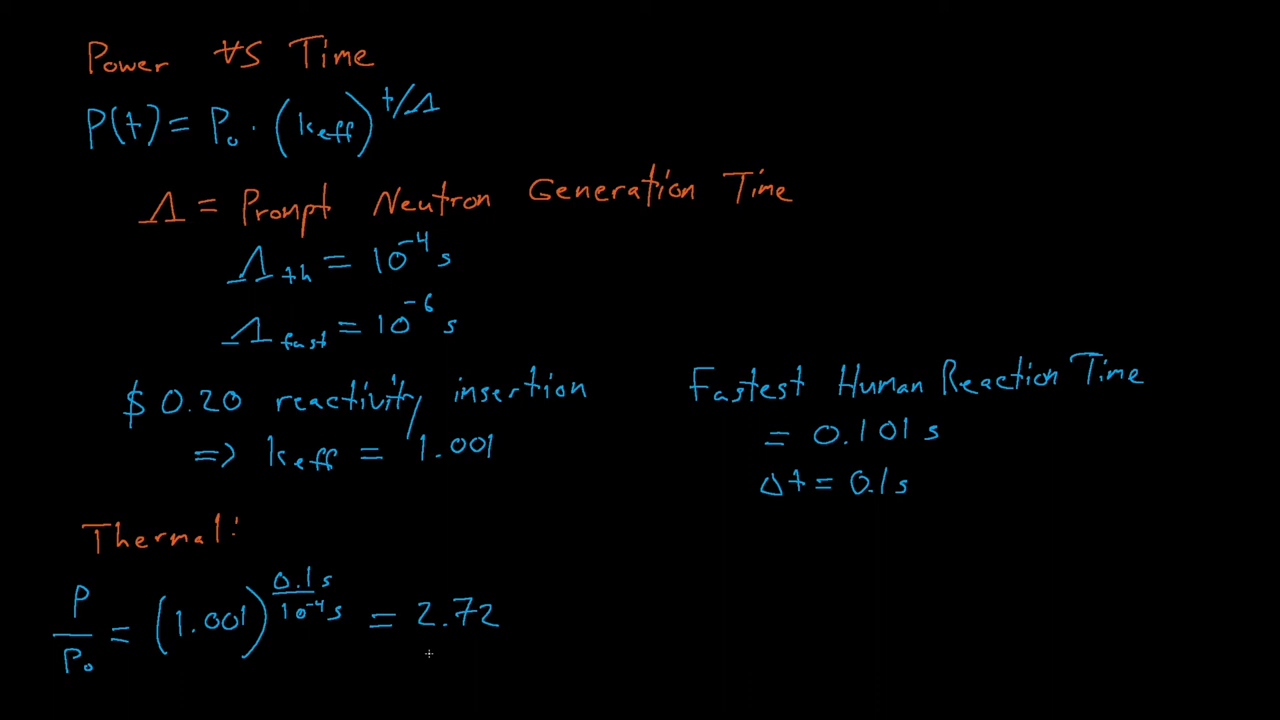 Power vs Time
P(t) = P₀ · (keff)^(t/Λ)
Λ = Prompt Neutron Generation Time
Λth = 10⁻⁴ s
Λfast = 10⁻⁶ s
$0.20 reactivity insertion
=> keff = 1.001
Fastest Human Reaction Time
= 0.101 s
Δt = 0.1 s
Thermal:
P/P₀ = (1.001)^(0.1s/10⁻⁴s) = 2.72